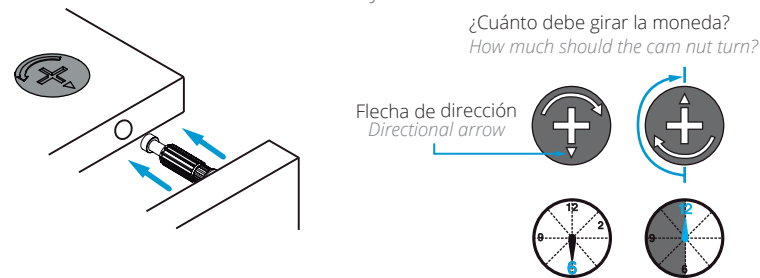 ¿Cuánto debe girar la moneda?
How much should the cam nut turn?
Flecha de dirección
Directional arrow
12
2
9
6
12
9
6